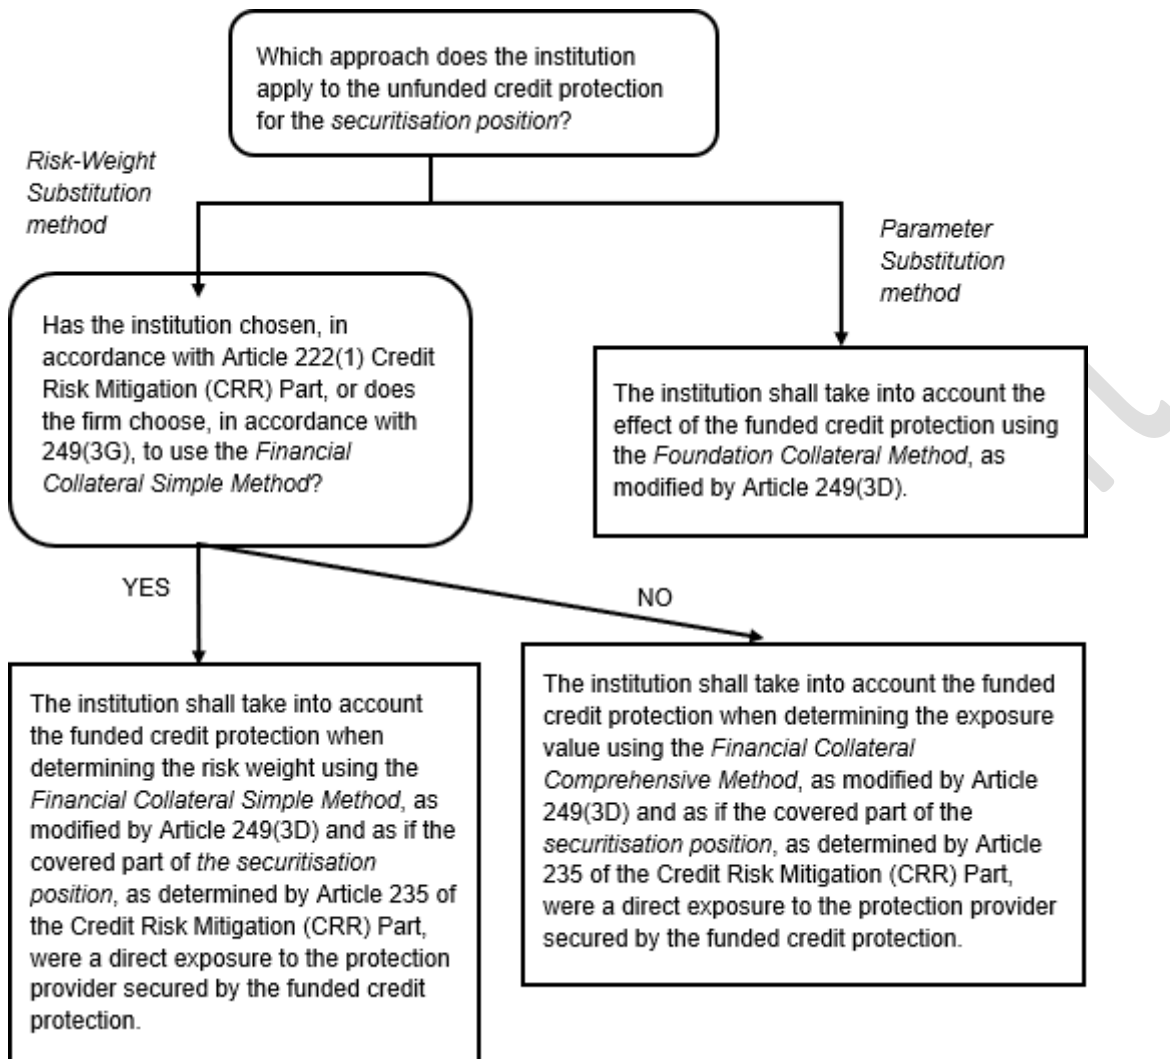 Which approach does the institution
apply to the unfunded credit protection
for the securitisation position?
Risk-Weight
Substitution
method
Parameter
Substitution
method
Has the institution chosen, in
accordance with Article 222(1) Credit
Risk Mitigation (CRR) Part, or does
the firm choose, in accordance with
249(3G), to use the Financial
Collateral Simple Method?
The institution shall take into account the
effect of the funded credit protection using
the Foundation Collateral Method, as
modified by Article 249(3D).
YES
NO
The institution shall take into account
the funded credit protection when
determining the risk weight using the
Financial Collateral Simple Method, as
modified by Article 249(3D) and as if the
covered part of the securitisation
position, as determined by Article 235 of
the Credit Risk Mitigation (CRR) Part,
were a direct exposure to the protection
provider secured by the funded credit
protection.
The institution shall take into account the funded
credit protection when determining the exposure
value using the Financial Collateral
Comprehensive Method, as modified by Article
249(3D) and as if the covered part of the
securitisation position, as determined by Article
235 of the Credit Risk Mitigation (CRR) Part,
were a direct exposure to the protection provider
secured by the funded credit protection.